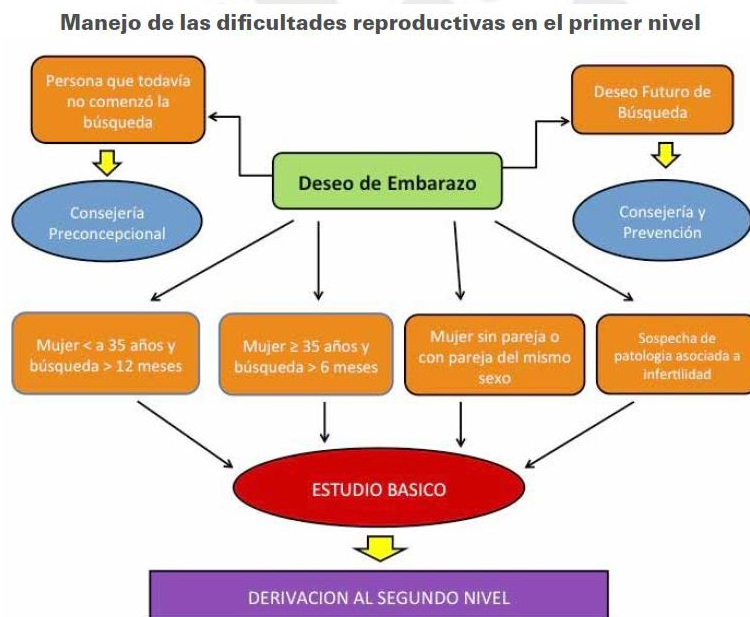 Manejo de las dificultades reproductivas en el primer nivel
Persona que todavía
no comenzó la
búsqueda
Deseo Futuro de
Búsqueda
Deseo de Embarazo
Consejería
Preconcepcional
Consejería y
Prevención
Mujer < a 35 años y
búsqueda > 12 meses
Mujer ≥ 35 años y
búsqueda > 6 meses
Mujer sin pareja o
con pareja del mismo
sexo
Sospecha de
patologia asociada a
infertilidad
ESTUDIO BASICO
DERIVACION AL SEGUNDO NIVEL